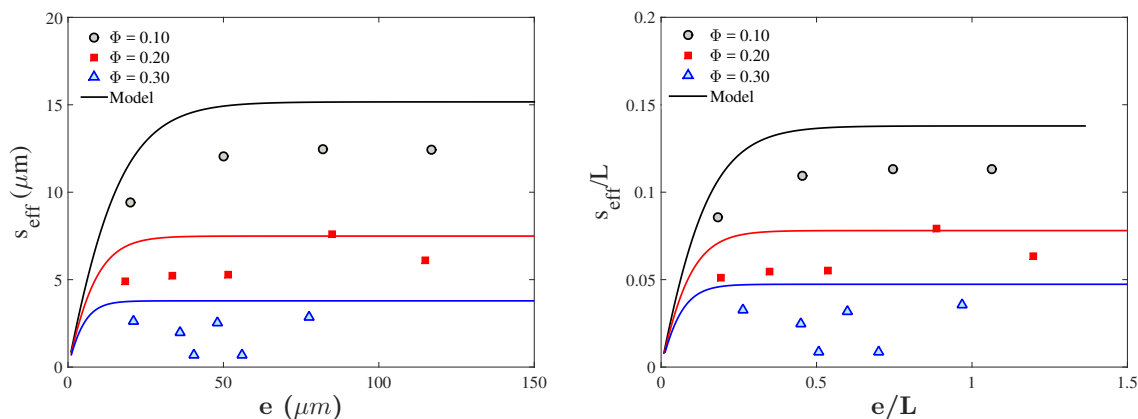 20
15
10
5
0
s_eff (μm)
Φ = 0.10
Φ = 0.20
Φ = 0.30
Model
0 50 100 150
e (μm)
0.2
0.15
0.1
0.05
0
s_eff/L
Φ = 0.10
Φ = 0.20
Φ = 0.30
Model
0 0.5 1 1.5
e/L